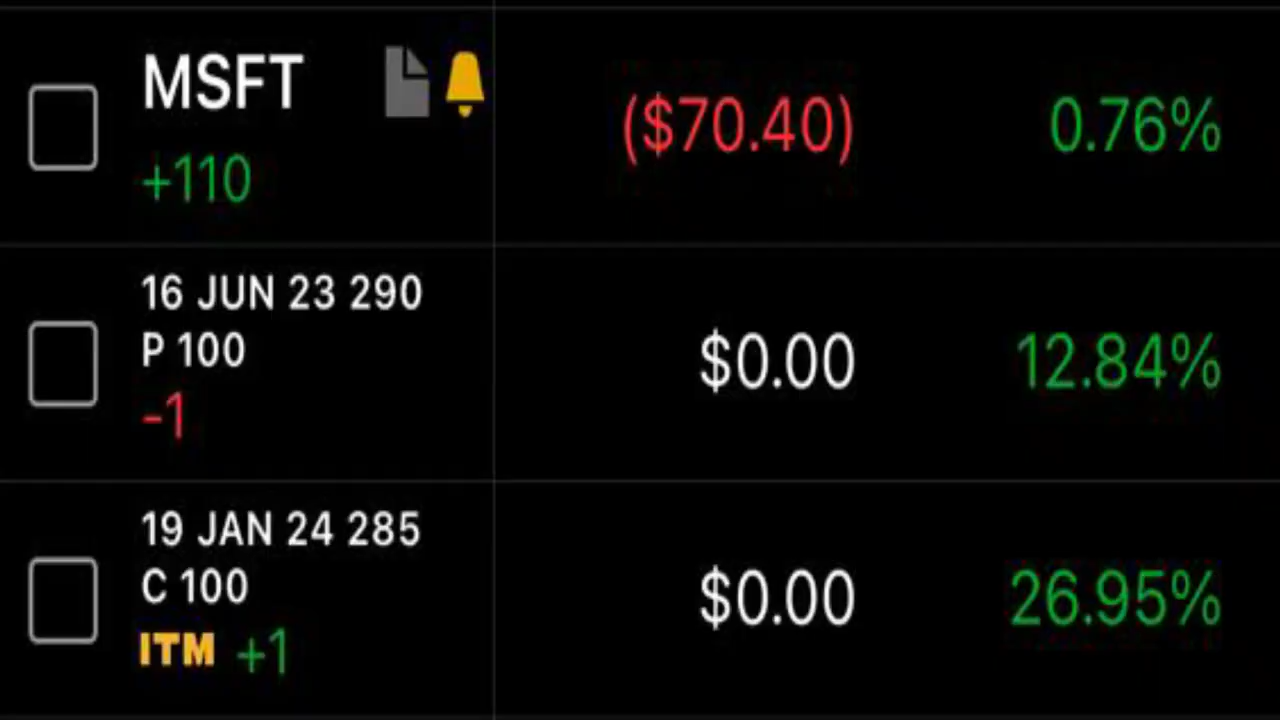 MSFT
($70.40) 0.76%
+110
16 JUN 23 290
P 100
$0.00 12.84%
-1
19 JAN 24 285
C 100
$0.00 26.95%
ITM +1